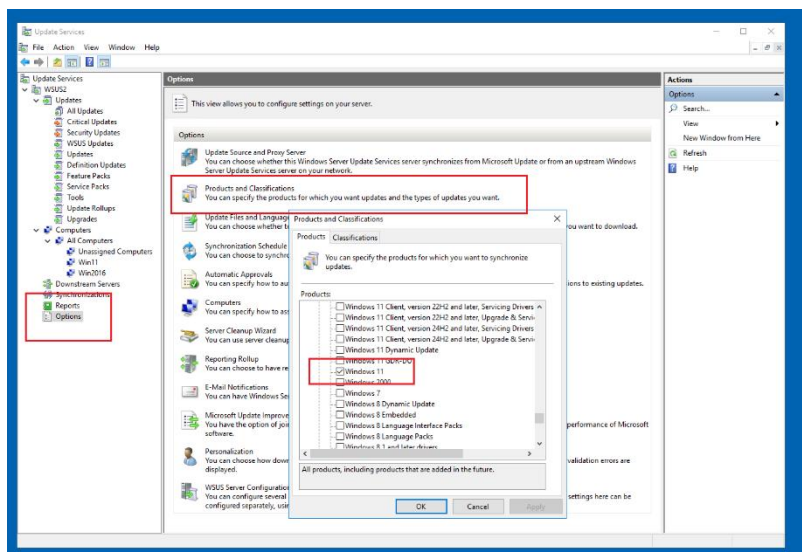 Update Services
File Action View Window Help
Update Services
WSUS2
Updates
All Updates
Critical Updates
Security Updates
WSUS Updates
Updates
Definition Updates
Feature Packs
Service Packs
Tools
Update Rollups
Upgrades
Computers
All Computers
Unassigned Computers
Win11
Win2016
Downstream Servers
Synchronizations
Reports
Options
Options
This view allows you to configure settings on your server.
Options
Update Source and Proxy Server
You can choose whether this Windows Server Update Services server synchronizes from Microsoft Update or from an upstream Windows
Server Update Services server on your network.
Products and Classifications
You can specify the products for which you want updates and the types of updates you want.
Update Files and Languag
You can choose whether t
ou want to download.
Synchronization Schedule
You can choose to synchro
Automatic Approvals
You can specify how to au
ions to existing updates.
Computers
You can specify how to as
Server Cleanup Wizard
You can use server cleanup
Reporting Rollup
You can choose to have re
E-Mail Notifications
You can have Windows Se
Microsoft Update Improve
You have the option of joi
performance of Microsoft
software.
Personalization
You can choose how down
validation errors are
displayed.
WSUS Server Configuratio
You can configure several
settings here can be
configured separately, usin
Products and Classifications
Products Classifications
You can specify the products for which you want to synchronize
updates.
Products:
Windows 11 Client, version 22H2 and later, Servicing Drivers
Windows 11 Client, version 22H2 and later, Upgrade & Servi
Windows 11 Client, version 24H2 and later, Servicing Drivers
Windows 11 Client, version 24H2 and later, Upgrade & Servi
Windows 11 Dynamic Update
Windows 11 GDR-DU
Windows 11
Windows 2000
Windows 7
Windows 8 Dynamic Update
Windows 8 Embedded
Windows 8 Language Interface Packs
Windows 8 Language Packs
Windows 8.1 and later drivers
All products, including products that are added in the future.
OK Cancel Apply
Actions
Options
Search...
View
New Window from Here
Refresh
Help